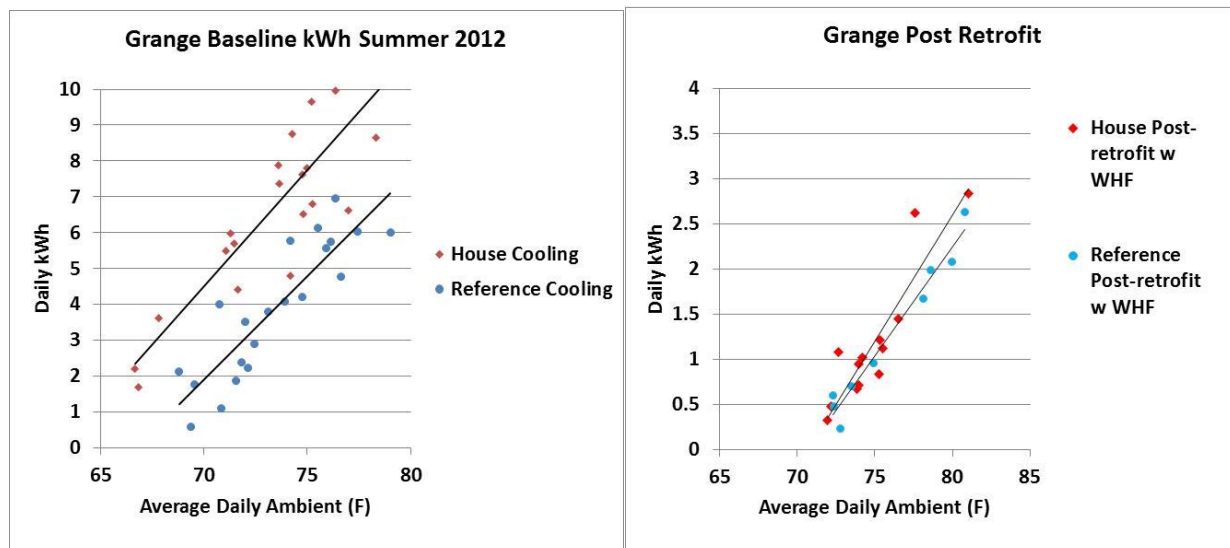 Grange Baseline kWh Summer 2012
10
9
8
7
6
5
4
3
2
1
0
Daily kWh
65 70 75 80
Average Daily Ambient (F)
House Cooling
Reference Cooling
Grange Post Retrofit
4
3.5
3
2.5
2
1.5
1
0.5
0
Daily kWh
65 70 75 80 85
Average Daily Ambient (F)
House Post-
retrofit w
WHF
Reference
Post-retrofit
w WHF